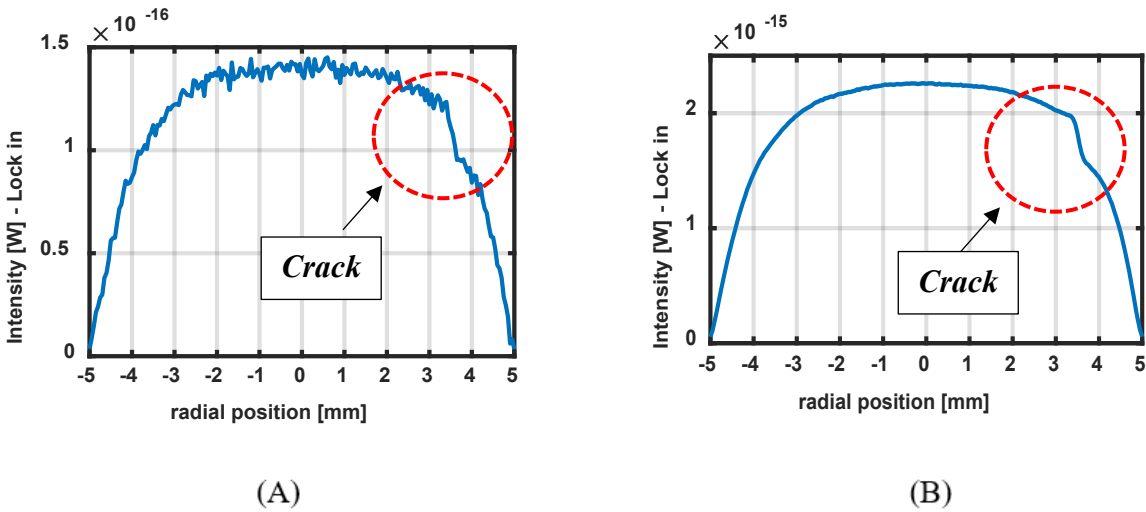 × 10 -16
1.5
1
0.5
0
Intensity [W] - Lock in
Crack
-5 -4 -3 -2 -1 0 1 2 3 4 5
radial position [mm]
(A)
× 10 -15
2
1
0
Intensity [W] - Lock in
Crack
-5 -4 -3 -2 -1 0 1 2 3 4 5
radial position [mm]
(B)